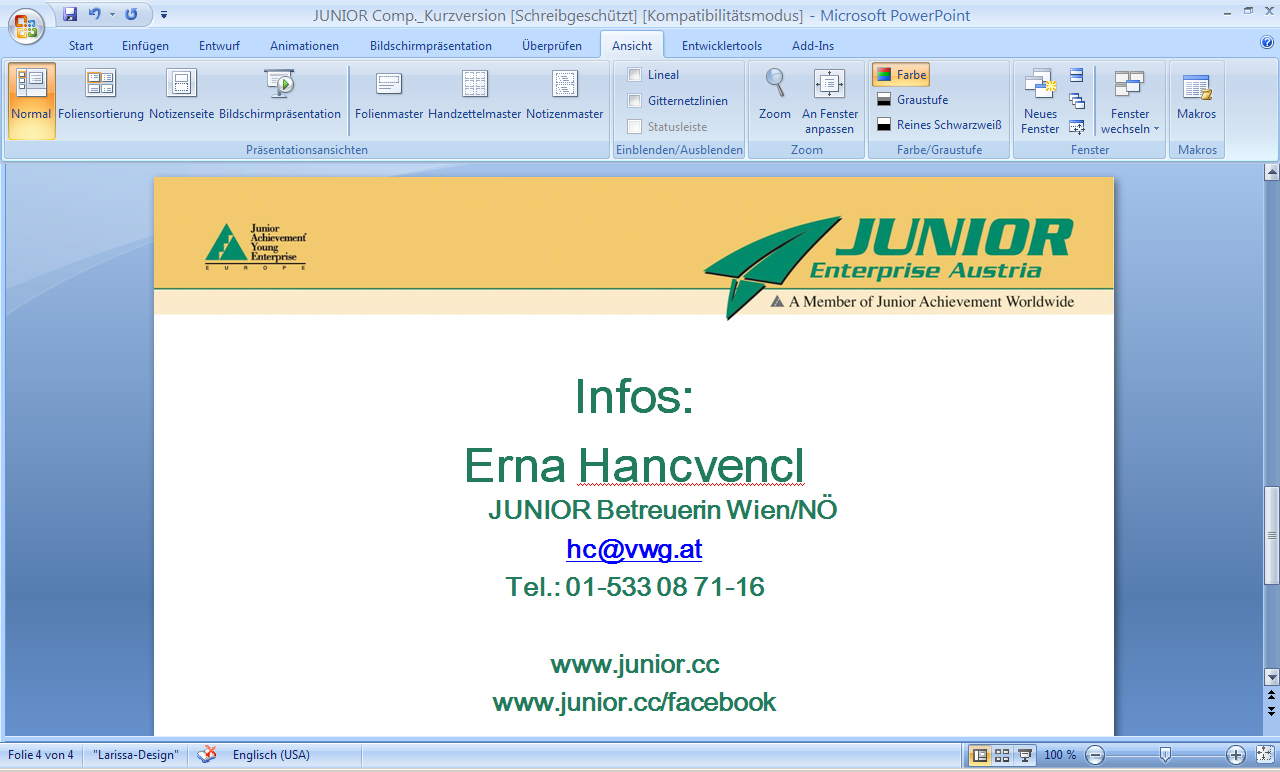 JUNIOR Comp._Kurzversion [Schreibgeschützt] [Kompatibilitätsmodus] - Microsoft PowerPoint
Start Einfügen Entwurf Animationen Bildschirmpräsentation Überprüfen Ansicht Entwicklertools Add-Ins
Normal Foliensortierung Notizenseite Bildschirmpräsentation Folienmaster Handzettelmaster Notizenmaster
Präsentationsansichten
Lineal
Gitternetzlinien
Statusleiste
Einblenden/Ausblenden
Zoom An Fenster anpassen
Zoom
Farbe
Graustufe
Reines Schwarzweiß
Farbe/Graustufe
Neues Fenster
Fenster wechseln
Fenster
Makros
Makros
Junior
Achievement
Young
Enterprise
EUROPE
JUNIOR
Enterprise Austria
A Member of Junior Achievement Worldwide
Infos:
Erna Hancvencl
JUNIOR Betreuerin Wien/NÖ
hc@vwg.at
Tel.: 01-533 08 71-16
www.junior.cc
www.junior.cc/facebook
Folie 4 von 4 "Larissa-Design" Englisch (USA) 100 %